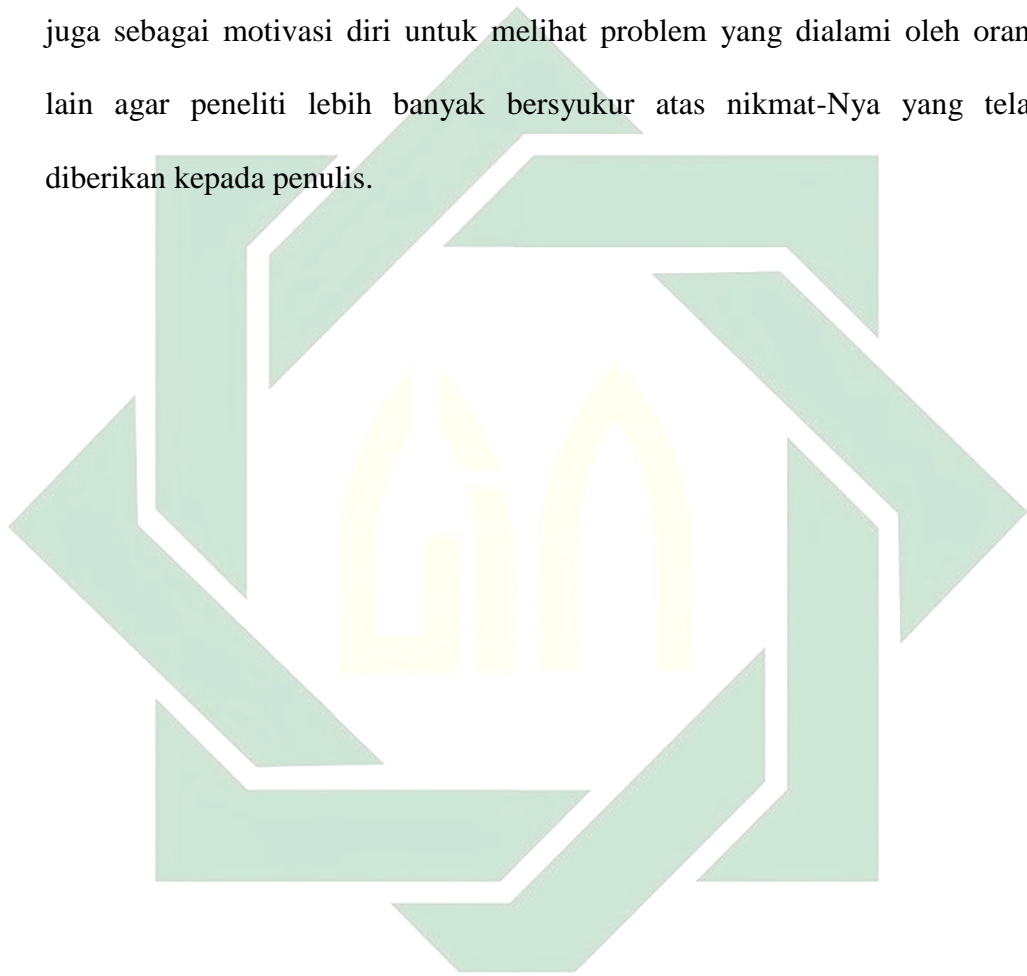 juga sebagai motivasi diri untuk melihat problem yang dialami oleh oran
lain agar peneliti lebih banyak bersyukur atas nikmat-Nya yang tela
diberikan kepada penulis.